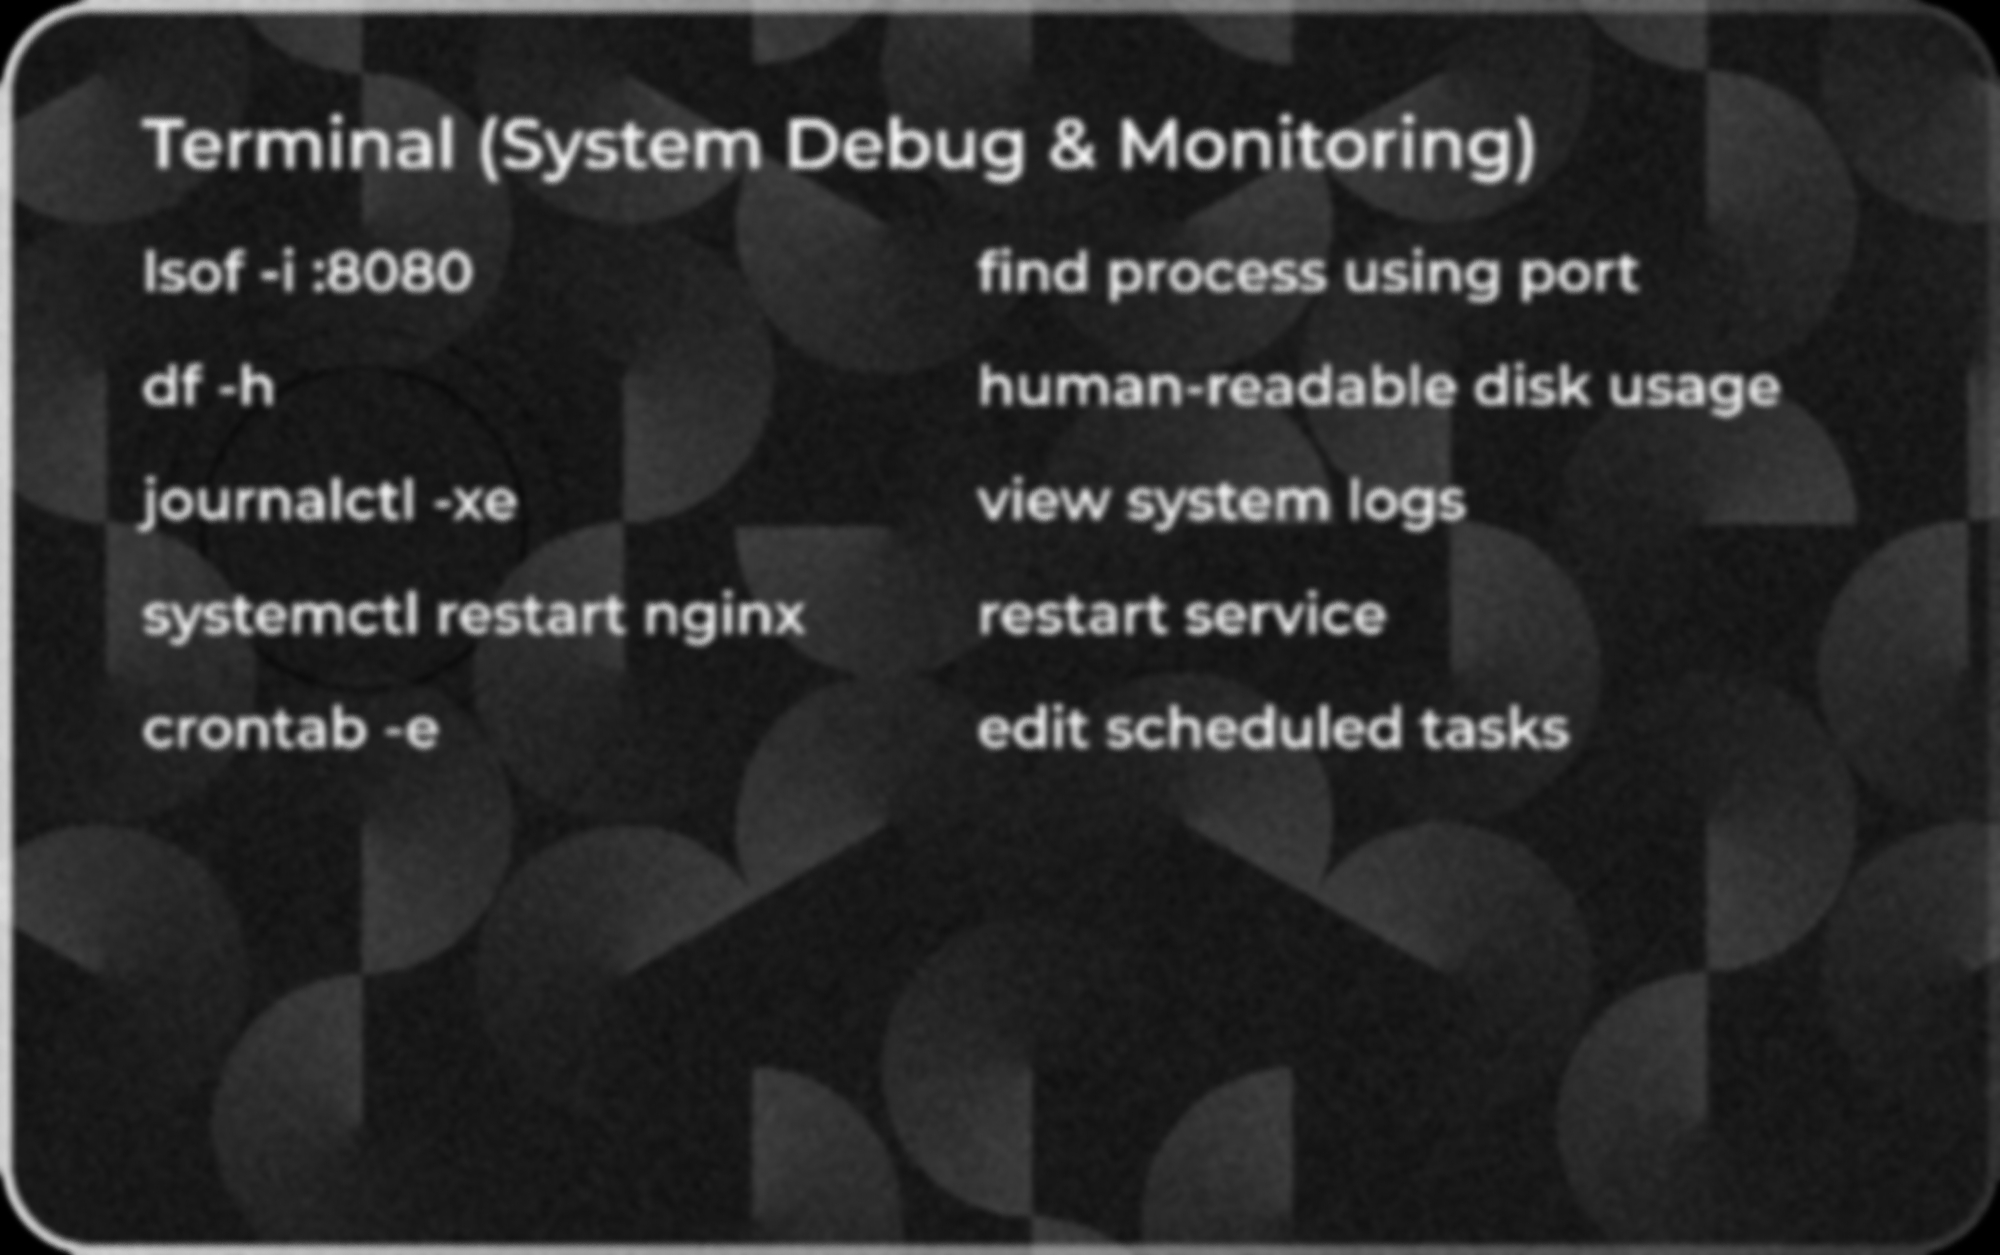 Terminal (System Debug & Monitoring)
lsof -i :8080 find process using port
df -h human-readable disk usage
journalctl -xe view system logs
systemctl restart nginx restart service
crontab -e edit scheduled tasks